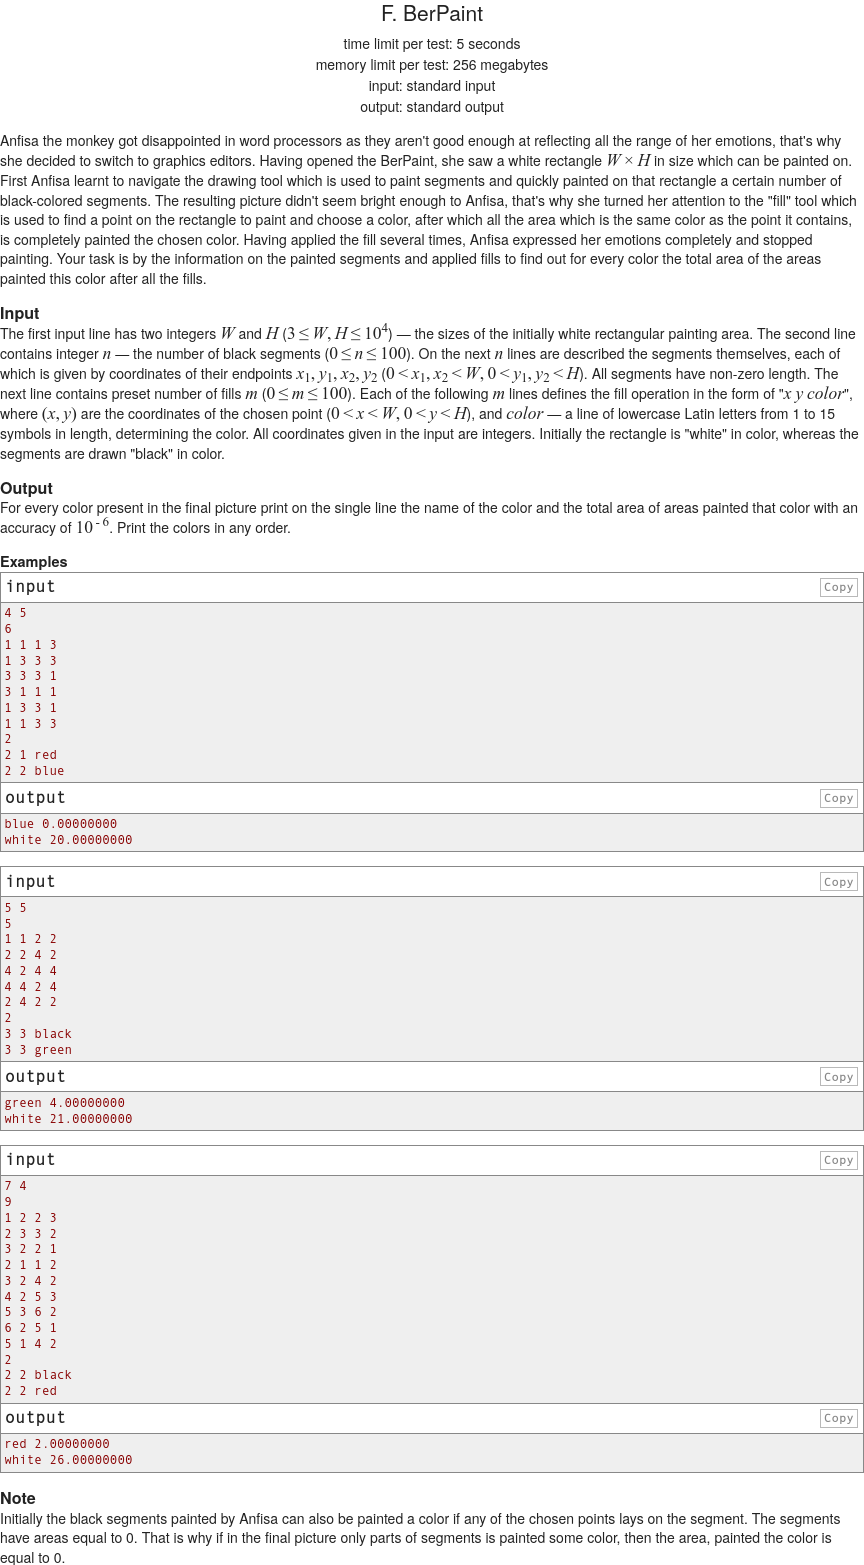 F. BerPaint
time limit per test: 5 seconds
memory limit per test: 256 megabytes
input: standard input
output: standard output
Anfisa the monkey got disappointed in word processors as they aren't good enough at reflecting all the range of her emotions, that's why
she decided to switch to graphics editors. Having opened the BerPaint, she saw a white rectangle W × H in size which can be painted on.
First Anfisa learnt to navigate the drawing tool which is used to paint segments and quickly painted on that rectangle a certain number of
black-colored segments. The resulting picture didn't seem bright enough to Anfisa, that's why she turned her attention to the "fill" tool which
is used to find a point on the rectangle to paint and choose a color, after which all the area which is the same color as the point it contains,
is completely painted the chosen color. Having applied the fill several times, Anfisa expressed her emotions completely and stopped
painting. Your task is by the information on the painted segments and applied fills to find out for every color the total area of the areas
painted this color after all the fills.
Input
The first input line has two integers W and H (3 ≤ W, H ≤ 10^4) — the sizes of the initially white rectangular painting area. The second line
contains integer n — the number of black segments (0 ≤ n ≤ 100). On the next n lines are described the segments themselves, each of
which is given by coordinates of their endpoints x1, y1, x2, y2 (0 < x1, x2 < W, 0 < y1, y2 < H). All segments have non-zero length. The
next line contains preset number of fills m (0 ≤ m ≤ 100). Each of the following m lines defines the fill operation in the form of "x y color",
where (x, y) are the coordinates of the chosen point (0 < x < W, 0 < y < H), and color — a line of lowercase Latin letters from 1 to 15
symbols in length, determining the color. All coordinates given in the input are integers. Initially the rectangle is "white" in color, whereas the
segments are drawn "black" in color.
Output
For every color present in the final picture print on the single line the name of the color and the total area of areas painted that color with an
accuracy of 10^-6. Print the colors in any order.
Examples
input Copy
4 5
6
1 1 1 3
1 3 3 3
3 3 3 1
3 1 1 1
1 3 3 1
1 1 3 3
2
2 1 red
2 2 blue
output Copy
blue 0.00000000
white 20.00000000
input Copy
5 5
5
1 1 2 2
2 2 4 2
4 2 4 4
4 4 2 4
2 4 2 2
2
3 3 black
3 3 green
output Copy
green 4.00000000
white 21.00000000
input Copy
7 4
9
1 2 2 3
2 3 3 2
3 2 2 1
2 1 1 2
3 2 4 2
4 2 5 3
5 3 6 2
6 2 5 1
5 1 4 2
2
2 2 black
2 2 red
output Copy
red 2.00000000
white 26.00000000
Note
Initially the black segments painted by Anfisa can also be painted a color if any of the chosen points lays on the segment. The segments
have areas equal to 0. That is why if in the final picture only parts of segments is painted some color, then the area, painted the color is
equal to 0.